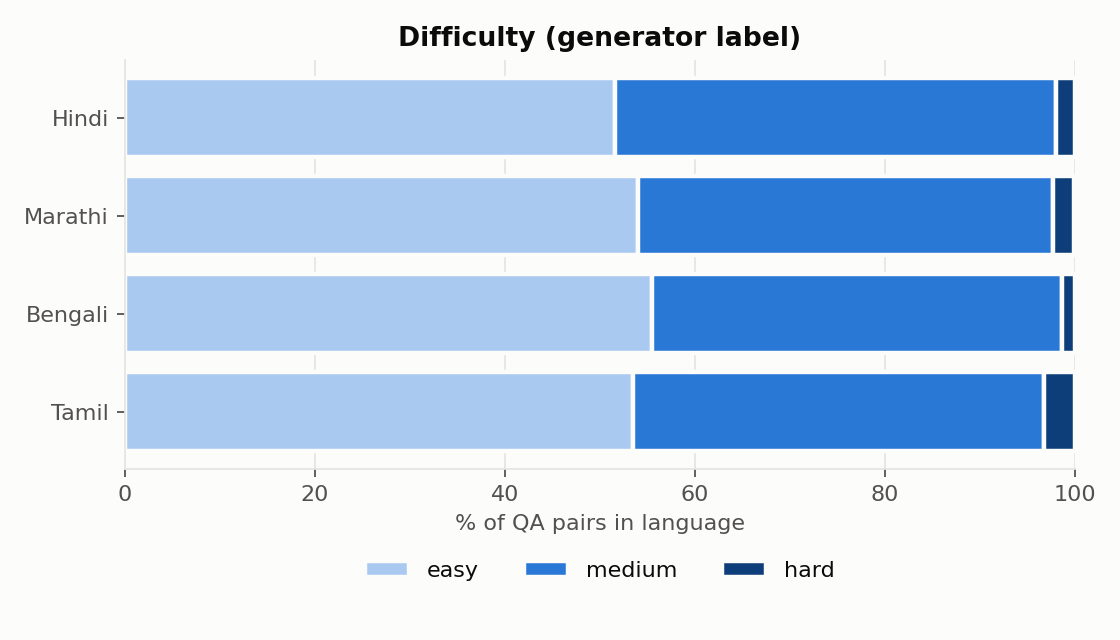 Difficulty (generator label)
Hindi
Marathi
Bengali
Tamil
0 20 40 60 80 100
% of QA pairs in language
easy medium hard